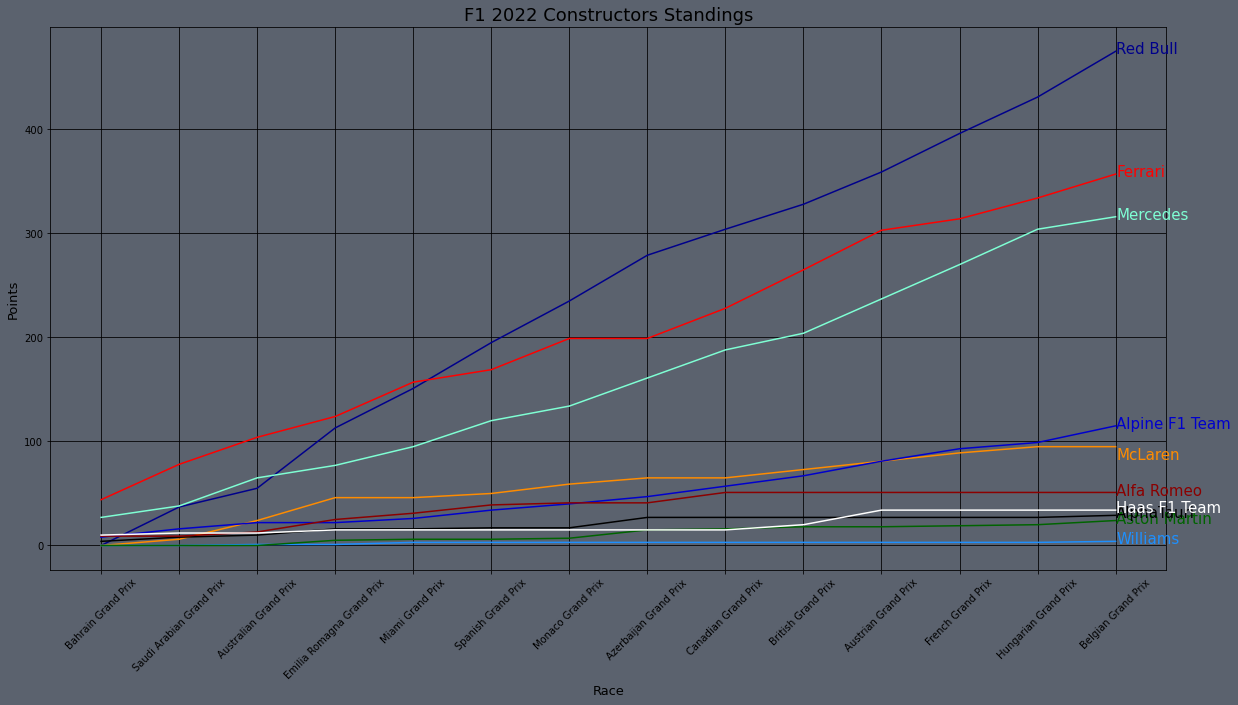 F1 2022 Constructors Standings
Points
400
300
200
100
0
Red Bull
Ferrari
Mercedes
Alpine F1 Team
McLaren
Alfa Romeo
Haas F1 Team
AlphaTauri
Aston Martin
Williams
Bahrain Grand Prix
Saudi Arabian Grand Prix
Australian Grand Prix
Emilia Romagna Grand Prix
Miami Grand Prix
Spanish Grand Prix
Monaco Grand Prix
Azerbaijan Grand Prix
Canadian Grand Prix
British Grand Prix
Austrian Grand Prix
French Grand Prix
Hungarian Grand Prix
Belgian Grand Prix
Race